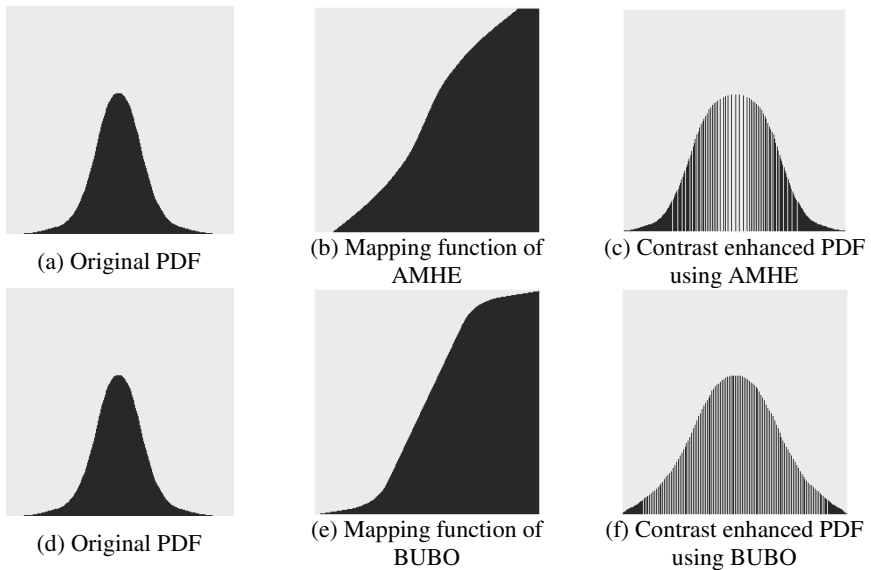 (a) Original PDF
(b) Mapping function of
AMHE
(c) Contrast enhanced PDF
using AMHE
(d) Original PDF
(e) Mapping function of
BUBO
(f) Contrast enhanced PDF
using BUBO